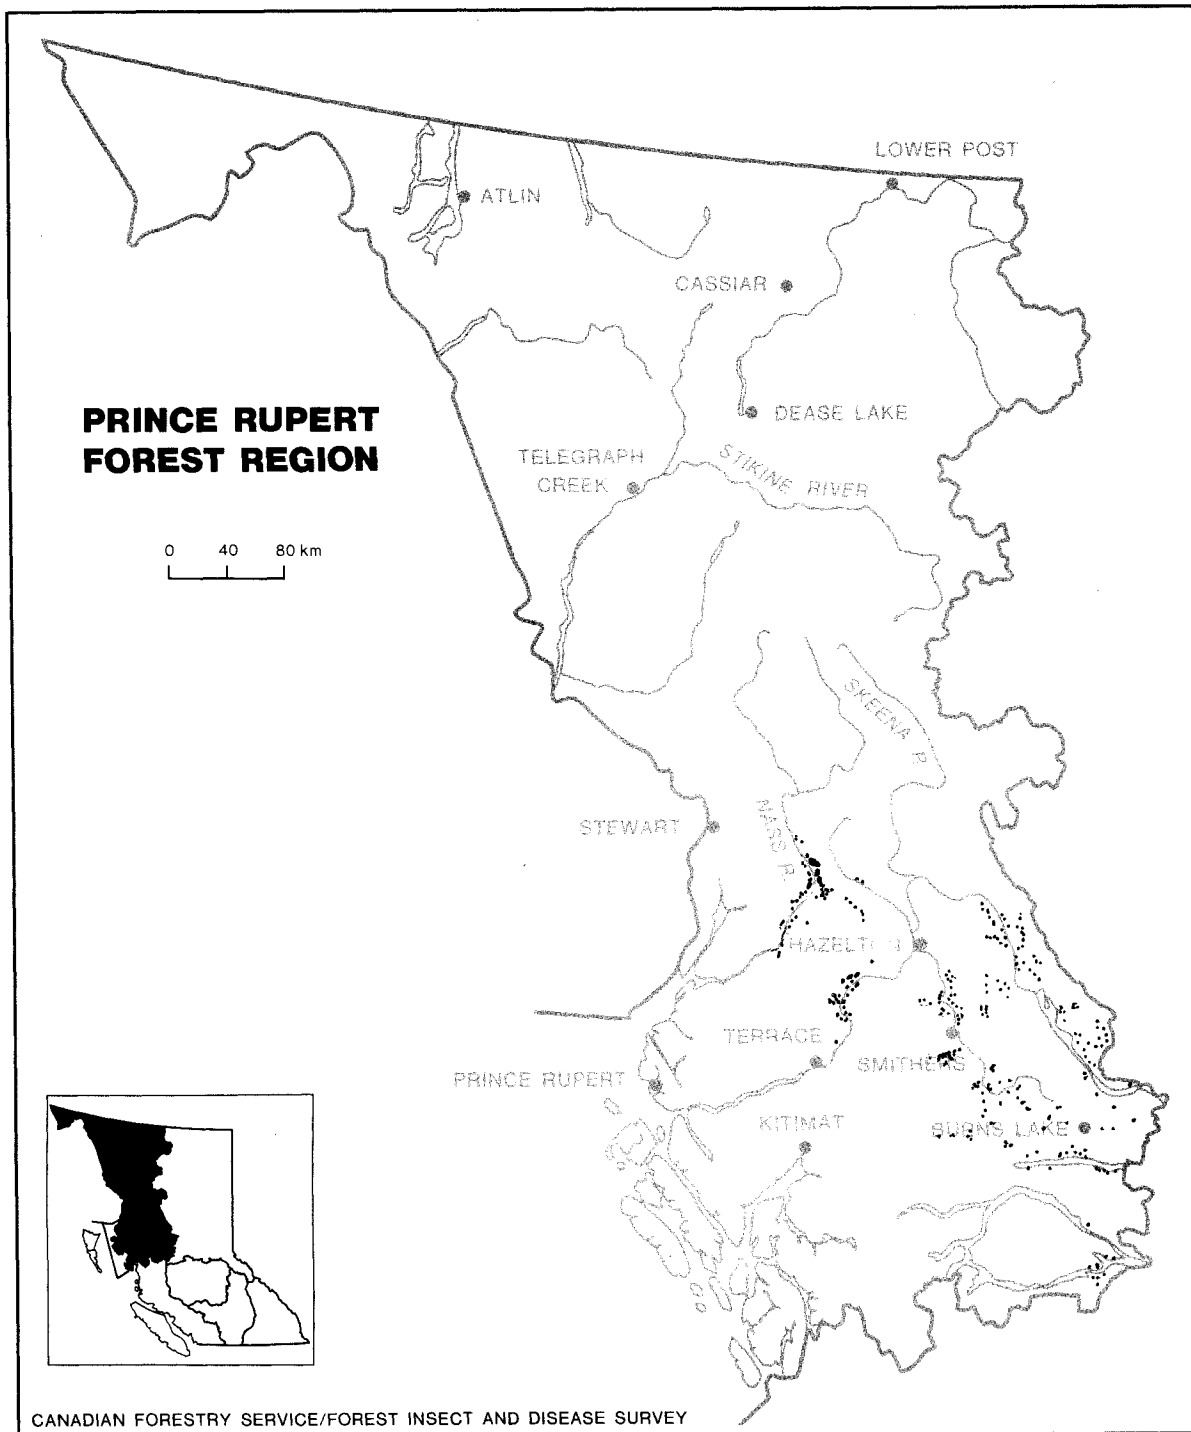 LOWER POST
ATLIN
CASSIAR
PRINCE RUPERT
FOREST REGION
DEASE LAKE
TELEGRAPH
CREEK
STIKINE RIVER
0 40 80 km
SKEENA R.
NASS R.
STEWART
HAZELTON
TERRACE
SMITHERS
PRINCE RUPERT
KITIMAT
BURNS LAKE
CANADIAN FORESTRY SERVICE/FOREST INSECT AND DISEASE SURVEY